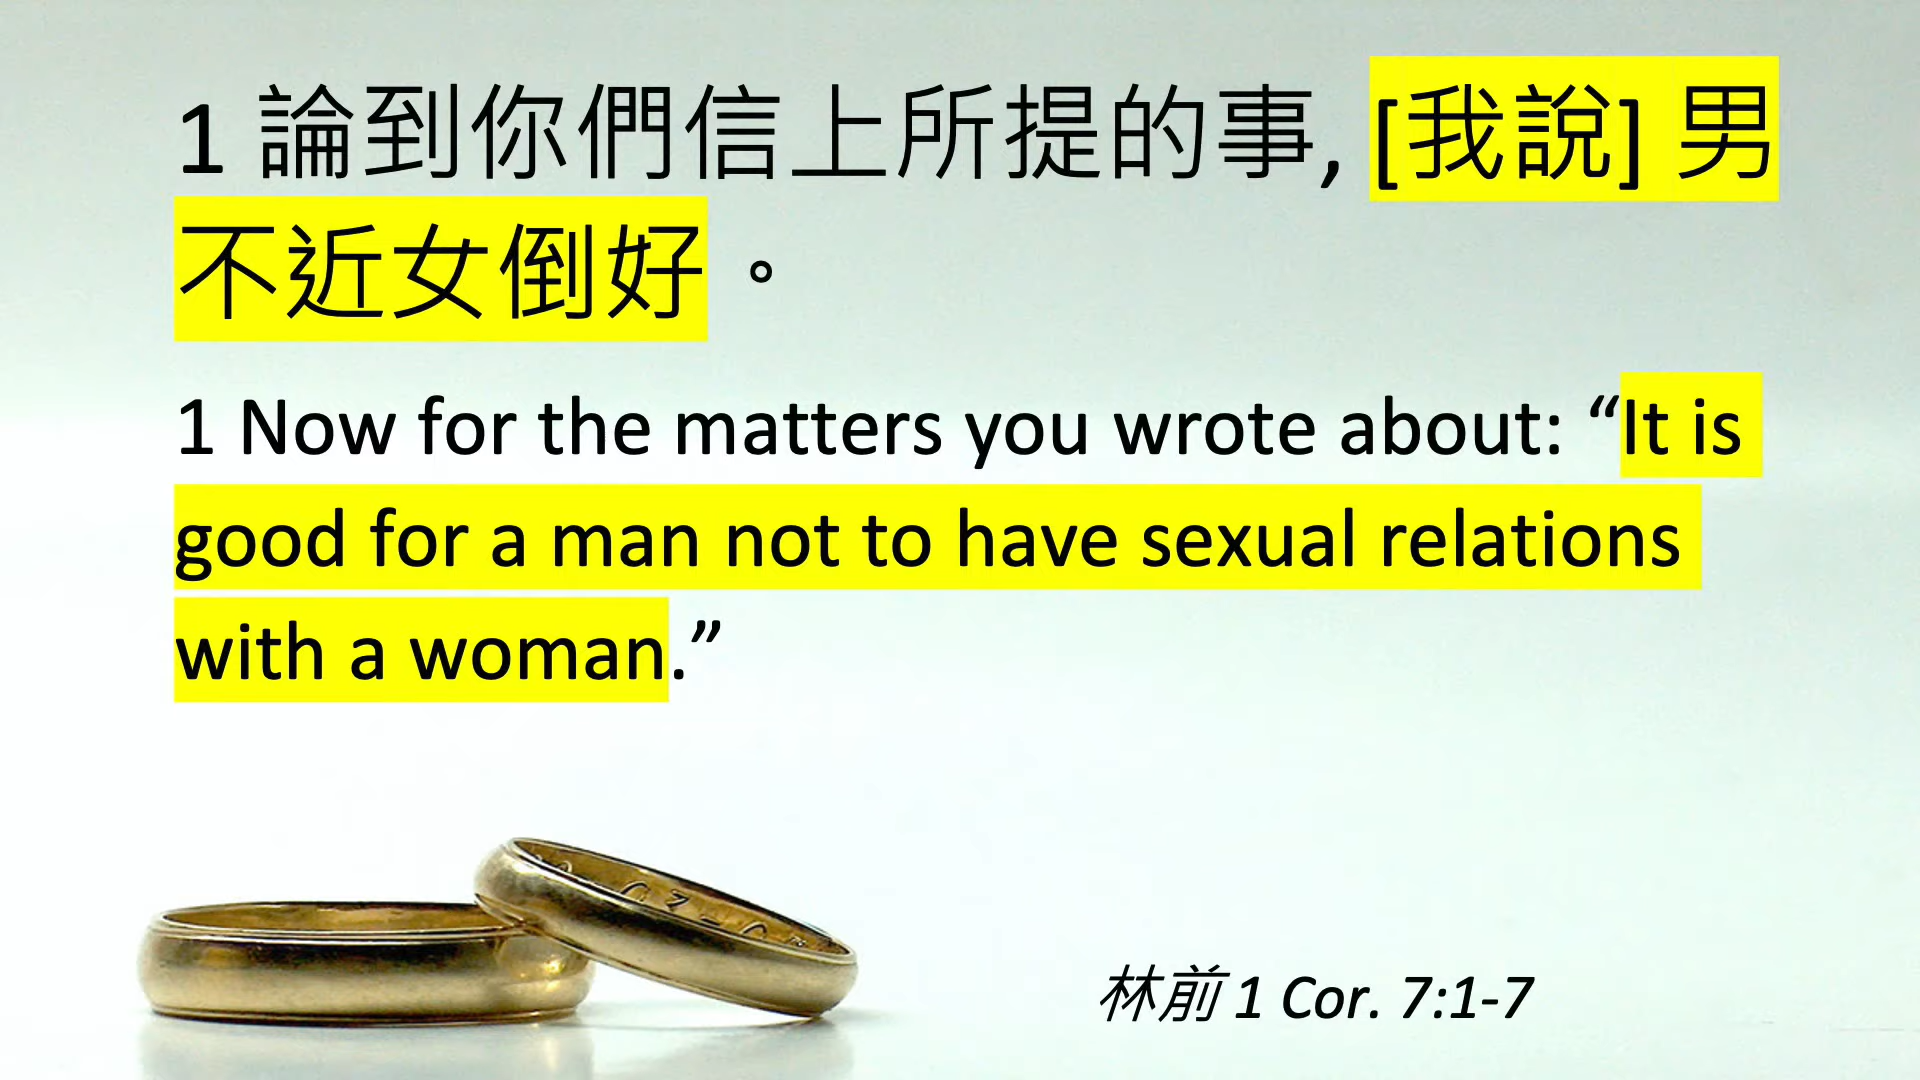 1 論到你們信上所提的事, [我說] 男
不近女倒好。
1 Now for the matters you wrote about: “It is
good for a man not to have sexual relations
with a woman.”
林前 1 Cor. 7:1-7